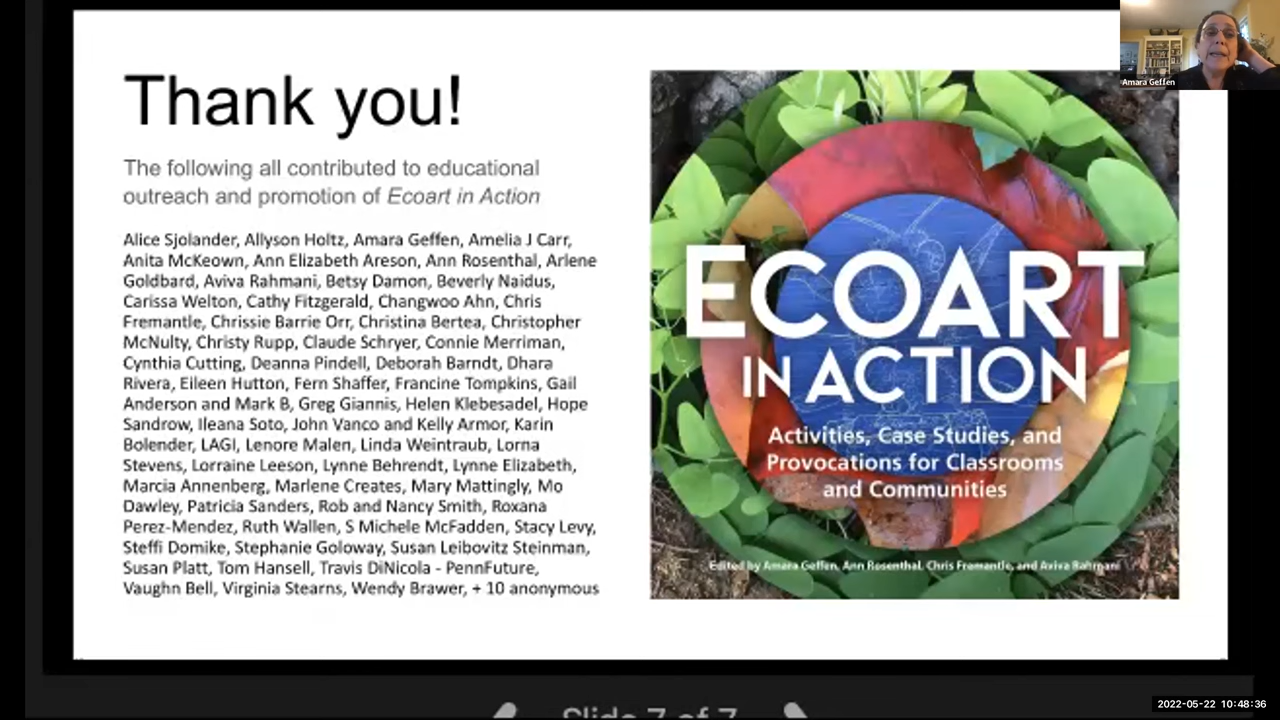 Thank you!
The following all contributed to educational
outreach and promotion of Ecoart in Action
Alice Sjolander, Allyson Holtz, Amara Geffen, Amelia J Carr,
Anita McKeown, Ann Elizabeth Areson, Ann Rosenthal, Arlene
Goldbard, Aviva Rahmani, Betsy Damon, Beverly Naidus,
Carissa Welton, Cathy Fitzgerald, Changwoo Ahn, Chris
Fremantle, Chrissie Barrie Orr, Christina Bertea, Christopher
McNulty, Christy Rupp, Claude Schryer, Connie Merriman,
Cynthia Cutting, Deanna Pindell, Deborah Barndt, Dhara
Rivera, Eileen Hutton, Fern Shaffer, Francine Tompkins, Gail
Anderson and Mark B, Greg Giannis, Helen Klebesadel, Hope
Sandrow, Ileana Soto, John Vanco and Kelly Armor, Karin
Bolender, LAGI, Lenore Malen, Linda Weintraub, Lorna
Stevens, Lorraine Leeson, Lynne Behrendt, Lynne Elizabeth,
Marcia Annenberg, Marlene Creates, Mary Mattingly, Mo
Dawley, Patricia Sanders, Rob and Nancy Smith, Roxana
Perez-Mendez, Ruth Wallen, S Michele McFadden, Stacy Levy,
Steffi Domike, Stephanie Goloway, Susan Leibovitz Steinman,
Susan Platt, Tom Hansell, Travis DiNicola - PennFuture,
Vaughn Bell, Virginia Stearns, Wendy Brawer, + 10 anonymous
ECOART
IN ACTION
Activities, Case Studies, and
Provocations for Classrooms
and Communities
Edited by Amara Geffen, Ann Rosenthal, Chris Fremantle, and Aviva Rahmani
Amara Geffen
Slide 7 of 7
2022-05-22 10:48:36